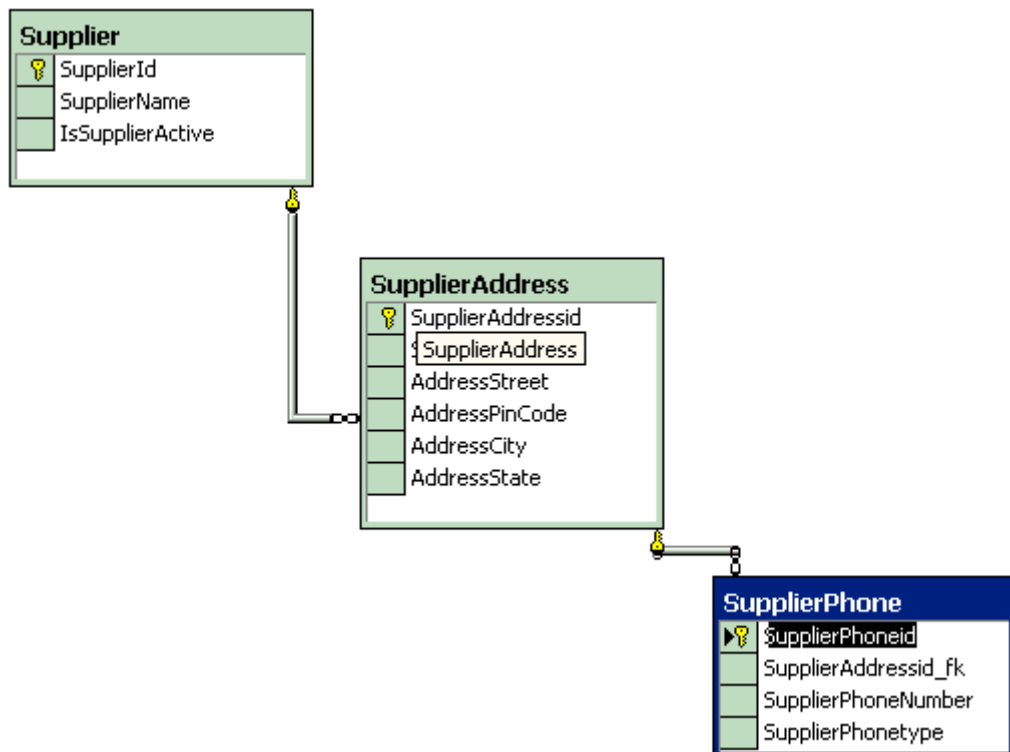 Supplier
SupplierId
SupplierName
IsSupplierActive
SupplierAddress
SupplierAddressid
SupplierAddress
AddressStreet
AddressPinCode
AddressCity
AddressState
SupplierPhone
SupplierPhoneid
SupplierAddressid_fk
SupplierPhoneNumber
SupplierPhonetype